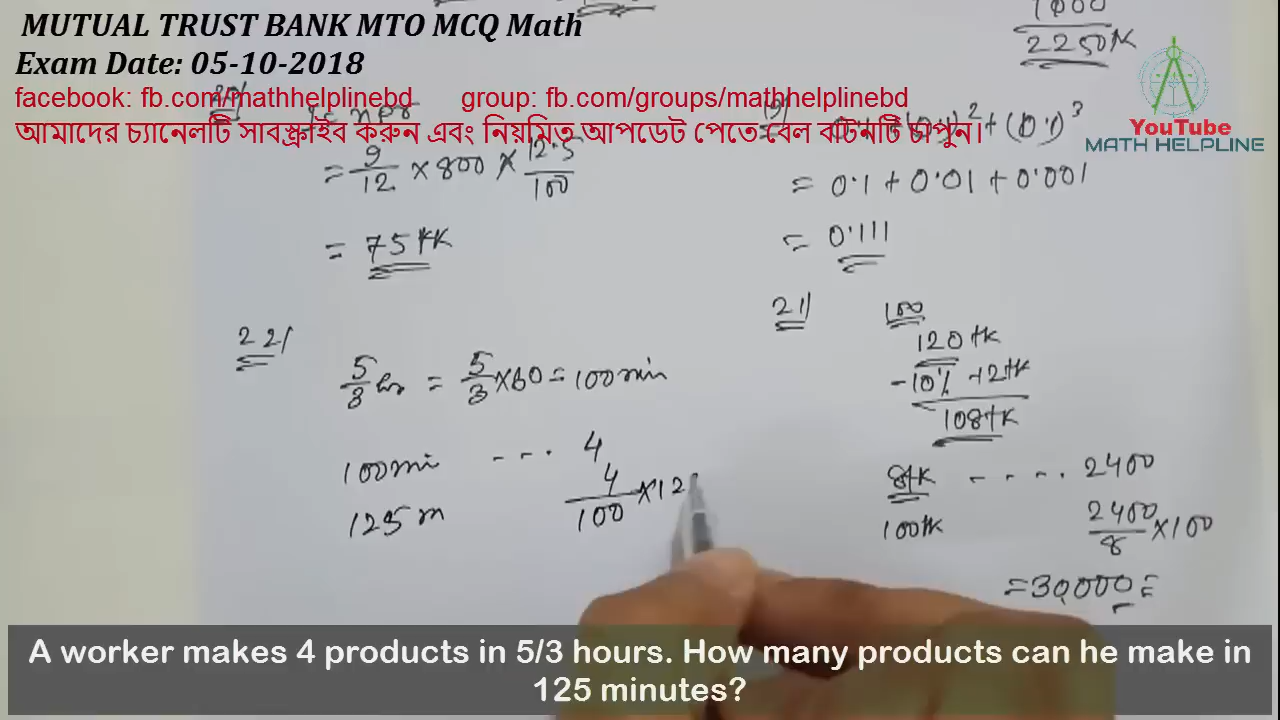 MUTUAL TRUST BANK MTO MCQ Math
Exam Date: 05-10-2018
facebook: fb.com/mathhelplinebd group: fb.com/groups/mathhelplinebd
আমাদের চ্যানেলটি সাবস্ক্রাইব করুন এবং নিয়মিত আপডেট পেতে বেল বাটনটি চাপুন।
YouTube
MATH HELPLINE
2250tk
= 9/12 × 800 × 12.5/100
= 75tk
= 0.1 + 0.01 + 0.001
= 0.111
22/
5/3 hr = 5/3 × 60 = 100 min
100 min --- 4
125 m 4/100 × 12
21/
100
120tk
-10% -12tk
108tk
8tk ---- 2400
100tk 2400/8 × 100
= 30,000 =
A worker makes 4 products in 5/3 hours. How many products can he make in
125 minutes?